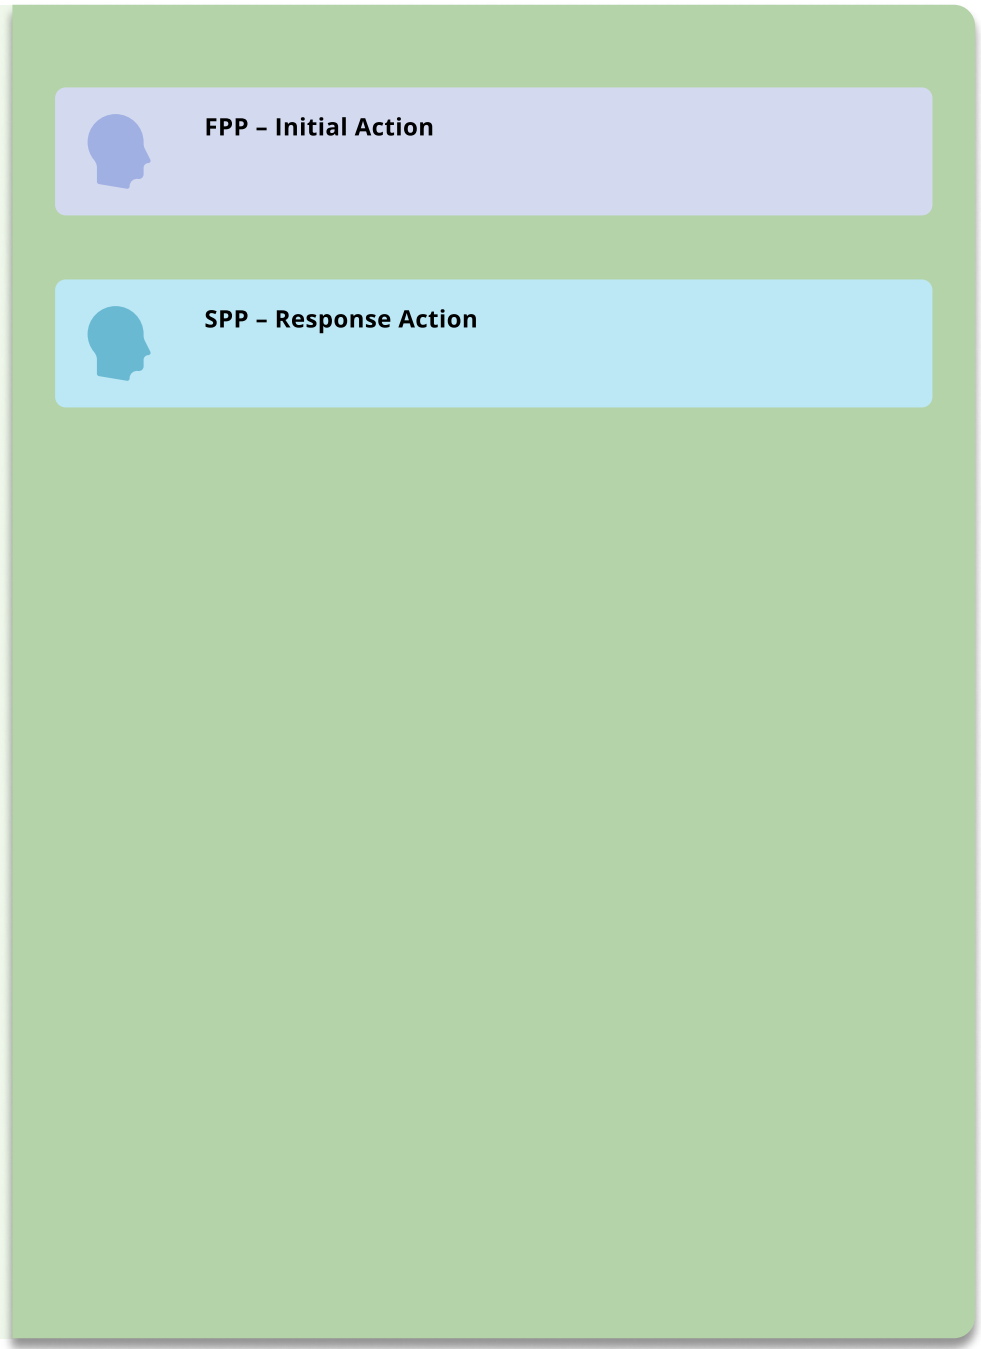 FPP – Initial Action
SPP – Response Action